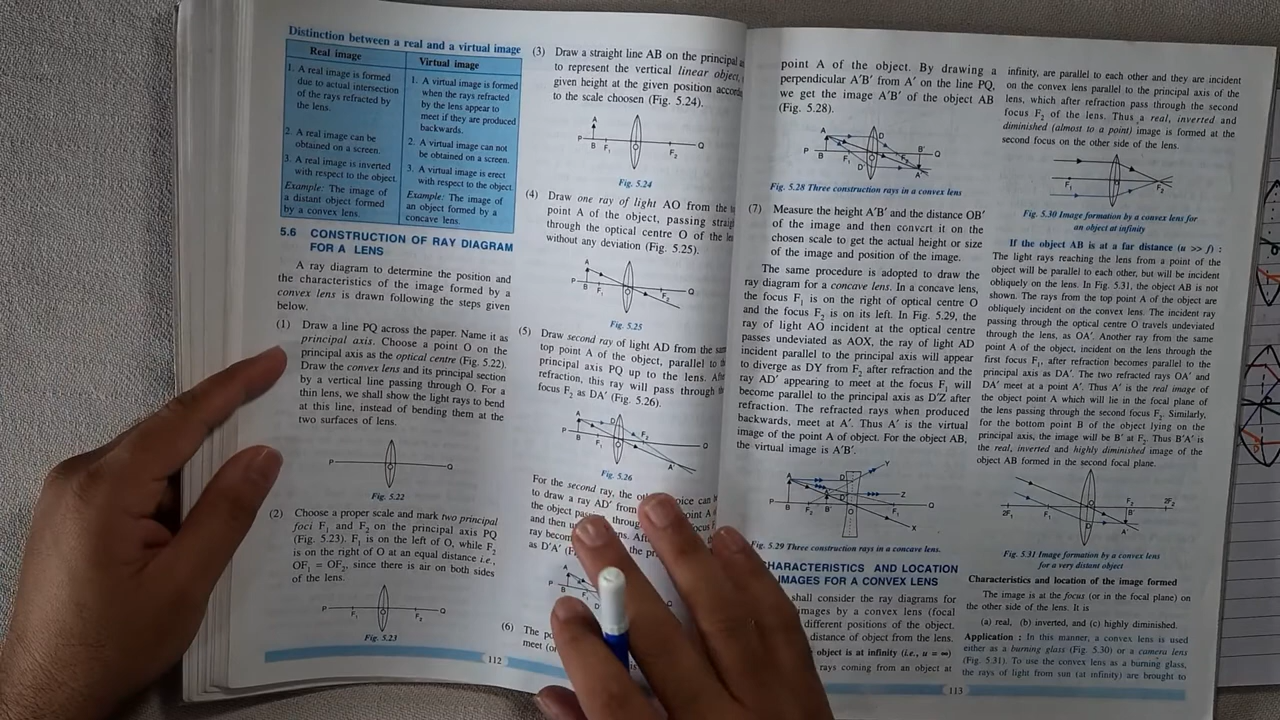 Distinction between a real and a virtual image
Real image
1. A real image is formed
due to actual intersection
of the rays refracted by
the lens.
2. A real image can be
obtained on a screen.
3. A real image is inverted
with respect to the object.
Example: The image of
a distant object formed
by a convex lens.
Virtual image
1. A virtual image is formed
when the rays refracted
by the lens appear to
meet if they are produced
backwards.
2. A virtual image can not
be obtained on a screen.
3. A virtual image is erect
with respect to the object.
Example: The image of
an object formed by a
concave lens.
5.6 CONSTRUCTION OF RAY DIAGRAM
FOR A LENS
A ray diagram to determine the position and
the characteristics of the image formed by a
convex lens is drawn following the steps given
below.
(1) Draw a line PQ across the paper. Name it as
principal axis. Choose a point O on the
principal axis as the optical centre (Fig. 5.22).
Draw the convex lens and its principal section
by a vertical line passing through O. For a
thin lens, we shall show the light rays to bend
at this line, instead of bending them at the
two surfaces of lens.
P O Q
Fig. 5.22
(2) Choose a proper scale and mark two principal
foci F₁ and F₂ on the principal axis PQ
(Fig. 5.23). F₁ is on the left of O, while F₂
is on the right of O at an equal distance i.e.,
OF₁ = OF₂, since there is air on both sides
of the lens.
P F₁ O F₂ Q
Fig. 5.23
112
(3) Draw a straight line AB on the principal
to represent the vertical linear object,
given height at the given position
to the scale choosen (Fig. 5.24).
A
P B F₁ F₂ Q
Fig. 5.24
(4) Draw one ray of light AO from the
point A of the object, passing
through the optical centre O of the
without any deviation (Fig. 5.25).
A
P B F₁ O F₂ Q
Fig. 5.25
(5) Draw second ray of light AD from the
top point A of the object, parallel to
principal axis PQ up to the lens.
refraction, this ray will pass through
focus F₂ as DA′ (Fig. 5.26).
A D
P B F₁ O F₂ Q
A′
Fig. 5.26
For the second ray, the can
to draw a ray AD′ from point A
the object through
and then
ray
as D′A′ the
A
B F₁
(6) The
meet
point A of the object. By drawing a
perpendicular A′B′ from A′ on the line PQ,
we get the image A′B′ of the object AB
(Fig. 5.28).
A D
P B F₁ O F₂ B′ Q
D′ A′
Fig. 5.28 Three construction rays in a convex lens
(7) Measure the height A′B′ and the distance OB′
of the image and then convert it on the
chosen scale to get the actual height or size
of the image and position of the image.
The same procedure is adopted to draw the
ray diagram for a concave lens. In a concave lens,
the focus F₁ is on the right of optical centre O
and the focus F₂ is on its left. In Fig. 5.29, the
ray of light AO incident at the optical centre
passes undeviated as AOX, the ray of light AD
incident parallel to the principal axis will appear
to diverge as DY from F₂ after refraction and the
ray AD′ appearing to meet at the focus F₁ will
become parallel to the principal axis as D′Z after
refraction. The refracted rays when produced
backwards, meet at A′. Thus A′ is the virtual
image of the point A of object. For the object AB,
the virtual image is A′B′.
A D Y
A′ D′ Z
P B F₂ B′ O F₁ Q
X
Fig. 5.29 Three construction rays in a concave lens.
CHARACTERISTICS AND LOCATION
IMAGES FOR A CONVEX LENS
shall consider the ray diagrams for
images by a convex lens (focal
different positions of the object.
distance of object from the lens.
object is at infinity (i.e., u = ∞)
rays coming from an object at
infinity, are parallel to each other and they are incident
on the convex lens parallel to the principal axis of the
lens, which after refraction pass through the second
focus F₂ of the lens. Thus a real, inverted and
diminished (almost to a point) image is formed at the
second focus on the other side of the lens.
F₁ O F₂
Fig. 5.30 Image formation by a convex lens for
an object at infinity
If the object AB is at a far distance (u >> f) :
The light rays reaching the lens from a point of the
object will be parallel to each other, but will be incident
obliquely on the lens. In Fig. 5.31, the object AB is not
shown. The rays from the top point A of the object are
obliquely incident on the convex lens. The incident ray
passing through the optical centre O travels undeviated
through the lens, as OA′. Another ray from the same
point A of the object, incident on the lens through the
first focus F₁, after refraction becomes parallel to the
principal axis as DA′. The two refracted rays OA′ and
DA′ meet at a point A′. Thus A′ is the real image of
the object point A which will lie in the focal plane of
the lens passing through the second focus F₂. Similarly,
for the bottom point B of the object lying on the
principal axis, the image will be B′ at F₂. Thus B′A′ is
the real, inverted and highly diminished image of the
object AB formed in the second focal plane.
2F₁ F₁ O F₂ 2F₂
B′
A′
Fig. 5.31 Image formation by a convex lens
for a very distant object
Characteristics and location of the image formed
The image is at the focus (or in the focal plane) on
the other side of the lens. It is
(a) real, (b) inverted, and (c) highly diminished.
Application : In this manner, a convex lens is used
either as a burning glass (Fig. 5.30) or a camera lens
(Fig. 5.31). To use the convex lens as a burning glass,
the rays of light from sun (at infinity) are brought to
113